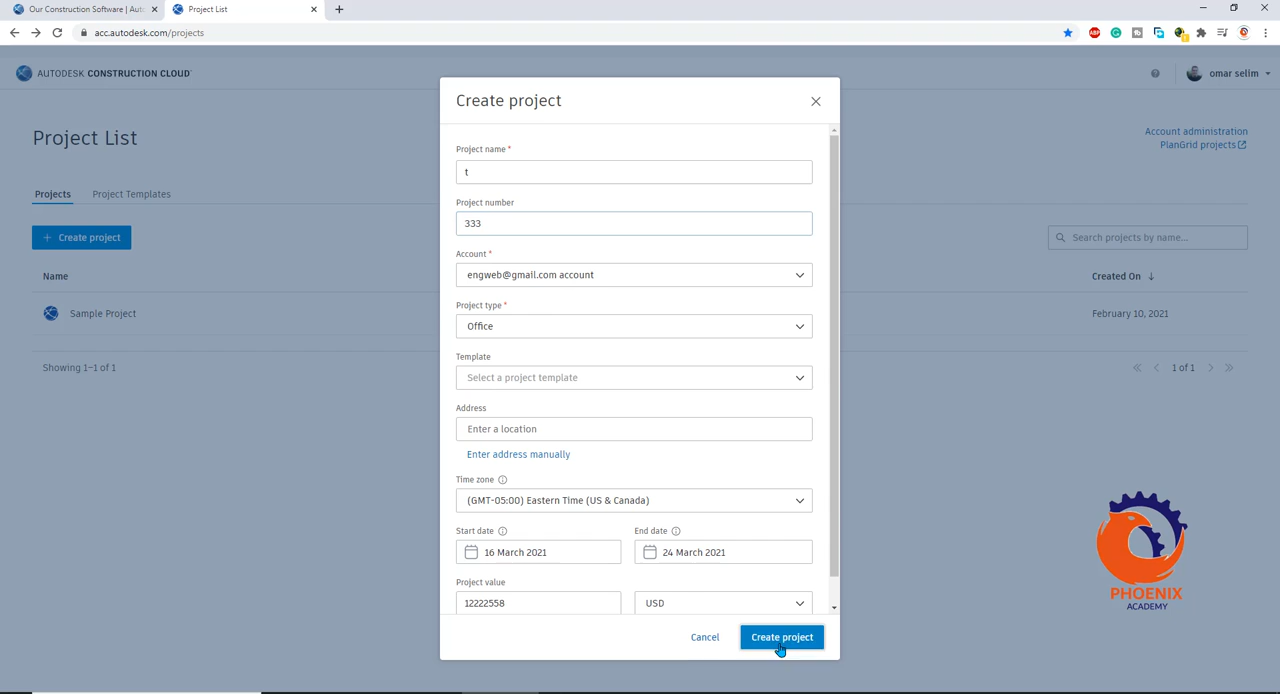 Our Construction Software | Aut
Project List
acc.autodesk.com/projects
ABP
AUTODESK CONSTRUCTION CLOUD
omar selim
Project List
Account administration
PlanGrid projects
Projects
Project Templates
+ Create project
Search projects by name...
Name
Created On
Sample Project
February 10, 2021
Showing 1–1 of 1
1 of 1
Create project
Project name *
t
Project number
333
Account *
engweb@gmail.com account
Project type *
Office
Template
Select a project template
Address
Enter a location
Enter address manually
Time zone
(GMT-05:00) Eastern Time (US & Canada)
Start date
End date
16 March 2021
24 March 2021
Project value
12222558
USD
Cancel
Create project
PHOENIX
ACADEMY